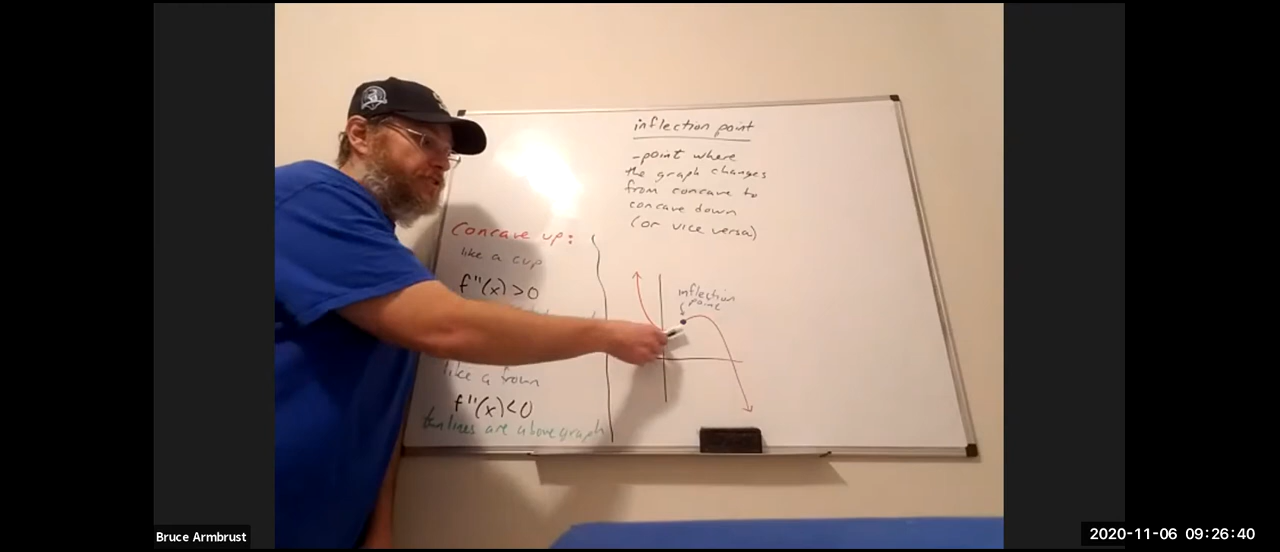 inflection point
-point where
the graph changes
from concave to
concave down
(or vice versa)
Concave up:
like a cup
f"(x)>0
inflection
point
like a frown
f"(x)<0
tan lines are above graph
Bruce Armbrust
2020-11-06 09:26:40